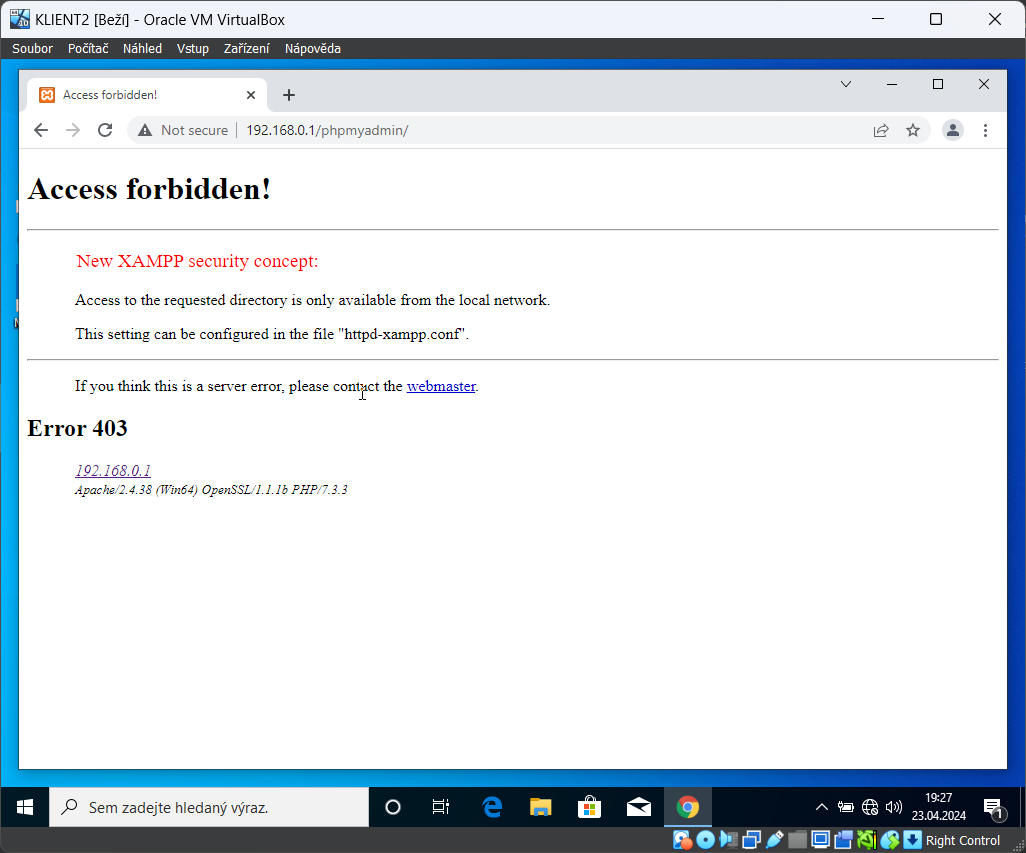 KLIENT2 [Beží] - Oracle VM VirtualBox
Soubor Počítač Náhled Vstup Zařízení Nápověda
Access forbidden!
Not secure 192.168.0.1/phpmyadmin/
Access forbidden!
New XAMPP security concept:
Access to the requested directory is only available from the local network.
This setting can be configured in the file "httpd-xampp.conf".
If you think this is a server error, please contact the webmaster.
Error 403
192.168.0.1
Apache/2.4.38 (Win64) OpenSSL/1.1.1b PHP/7.3.3
Sem zadejte hledaný výraz.
19:27
23.04.2024
1
Right Control